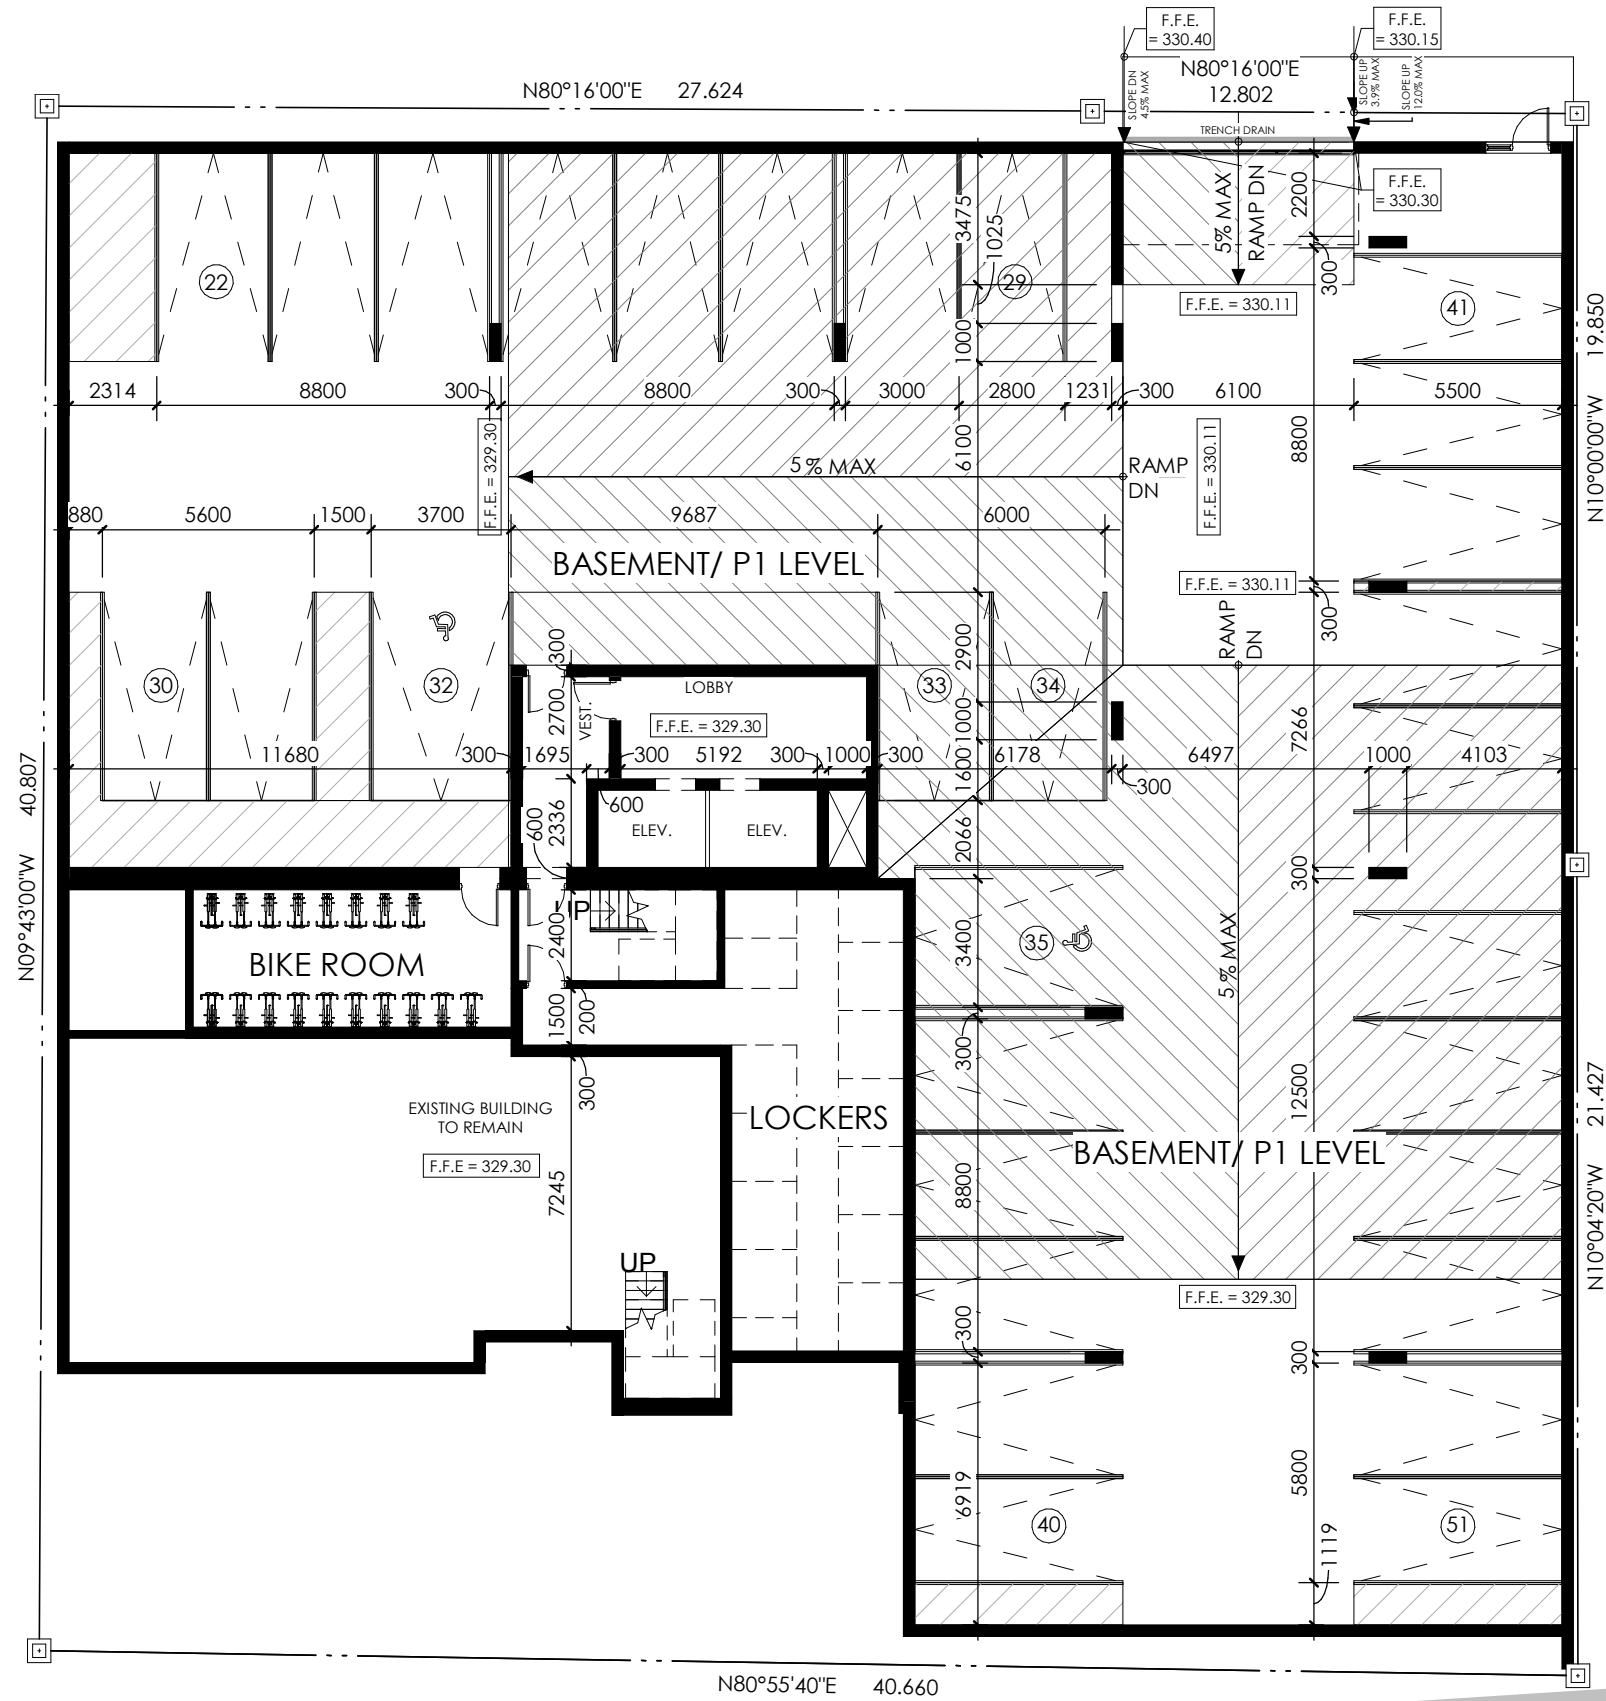 F.F.E.
= 330.40
F.F.E.
= 330.15
N80°16'00"E 27.624
N80°16'00"E
12.802
SLOPE DN
4.5% MAX
SLOPE UP
3.9% MAX
SLOPE UP
12.0% MAX
TRENCH DRAIN
F.F.E.
= 330.30
5% MAX
RAMP DN
2200
300
3475
1025
22
29
41
F.F.E. = 330.11
1000
19.850
N10°00'00"W
2314
8800
300
8800
300
3000
2800
1231
300
6100
5500
F.F.E. = 329.30
6100
F.F.E. = 330.11
8800
5% MAX
RAMP
DN
880
5600
1500
3700
9687
6000
BASEMENT/ P1 LEVEL
F.F.E. = 330.11
300
RAMP
DN
300
2900
30
32
33
34
2700
VEST.
LOBBY
F.F.E. = 329.30
1000
7266
11680
300
1695
300
5192
300
1000
300
6178
6497
1000
4103
300
1600
600
600
2336
ELEV.
ELEV.
2066
300
40.807
N09°43'00"W
UP
2400
BIKE ROOM
3400
35
5% MAX
1500
200
300
300
EXISTING BUILDING
TO REMAIN
F.F.E = 329.30
LOCKERS
12500
BASEMENT/ P1 LEVEL
21.427
N10°04'20"W
7245
8800
UP
F.F.E. = 329.30
300
300
6919
5800
40
51
1119
N80°55'40"E 40.660